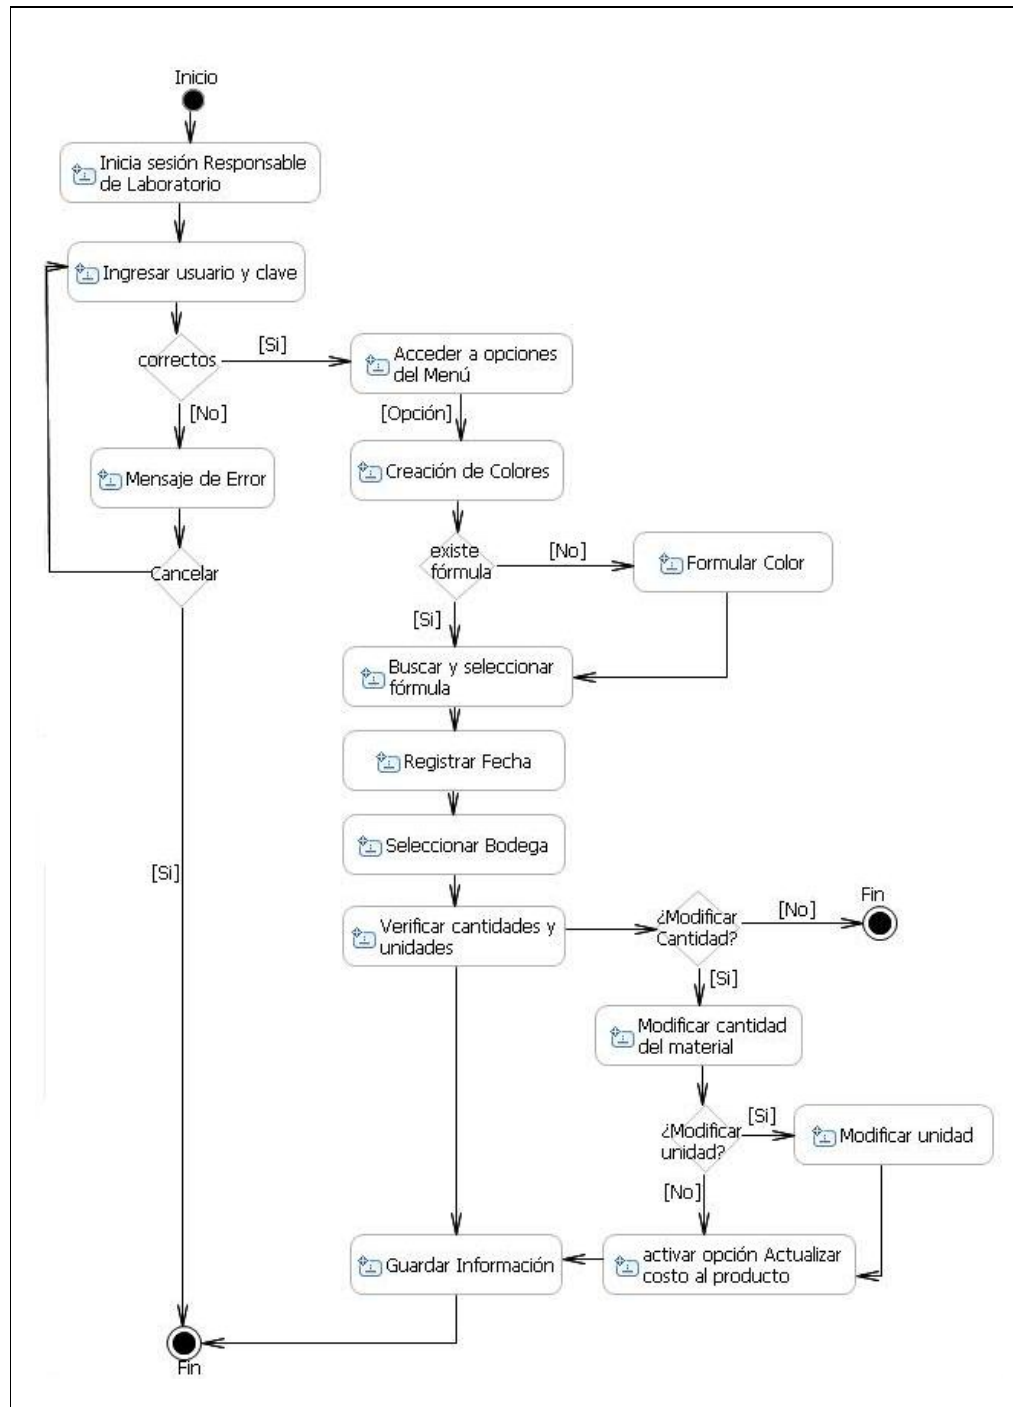 Inicio
Inicia sesión Responsable
de Laboratorio
Ingresar usuario y clave
correctos
[Si]
Acceder a opciones
del Menú
[No]
[Opción]
Mensaje de Error
Creación de Colores
Cancelar
existe
fórmula
[No]
Formular Color
[Si]
Buscar y seleccionar
fórmula
Registrar Fecha
Seleccionar Bodega
[Si]
Verificar cantidades y
unidades
¿Modificar
Cantidad?
[No]
Fin
[Si]
Modificar cantidad
del material
¿Modificar
unidad?
[Si]
Modificar unidad
[No]
Guardar Información
activar opción Actualizar
costo al producto
Fin